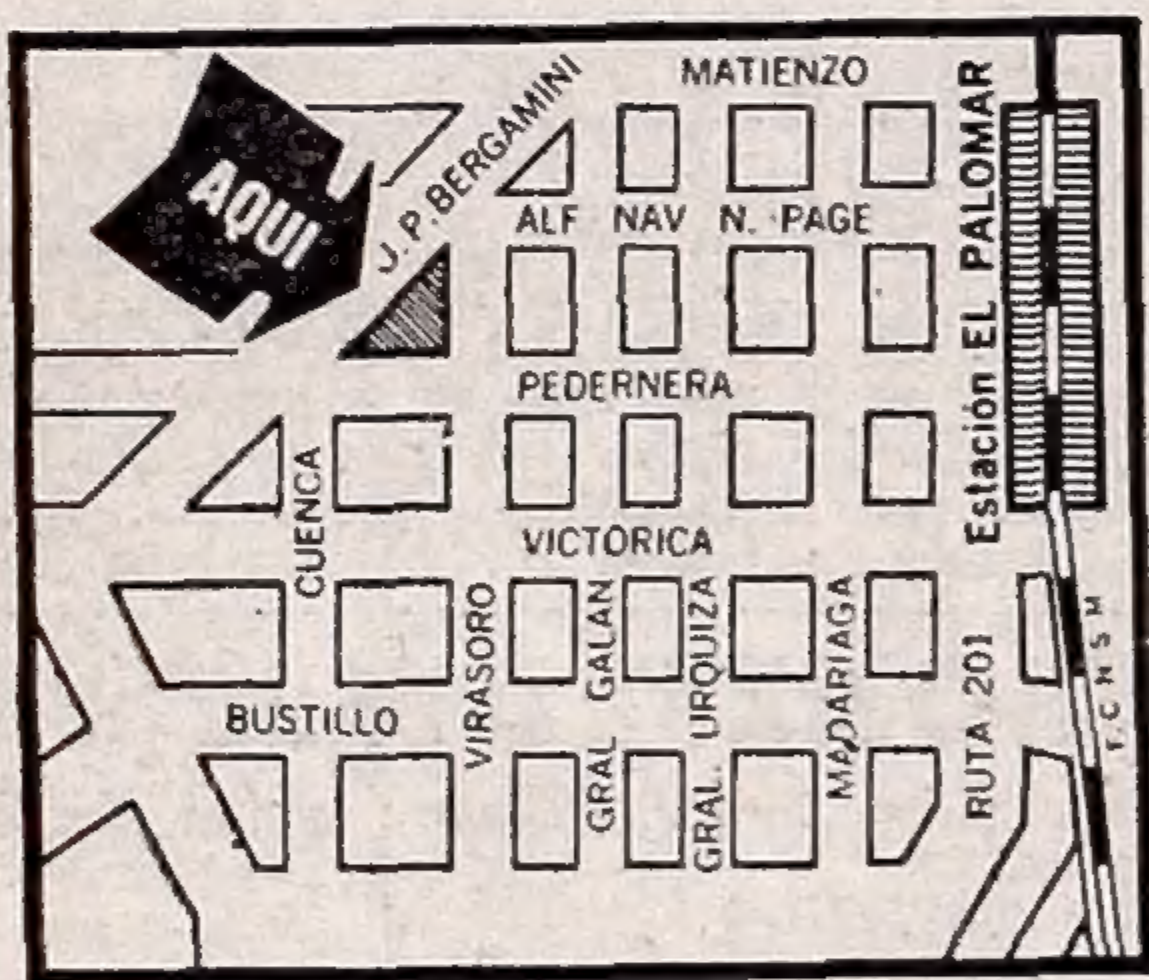 MATIENZO
J. P. BERGAMINI
AQUI
ALF NAV N. PAGE
Estación EL PALOMAR
PEDERNERA
CUENCA
VICTORICA
VIRASORO
GRAL GALAN
GRAL. URQUIZA
MADARIAGA
RUTA 201
F. C N S M
BUSTILLO